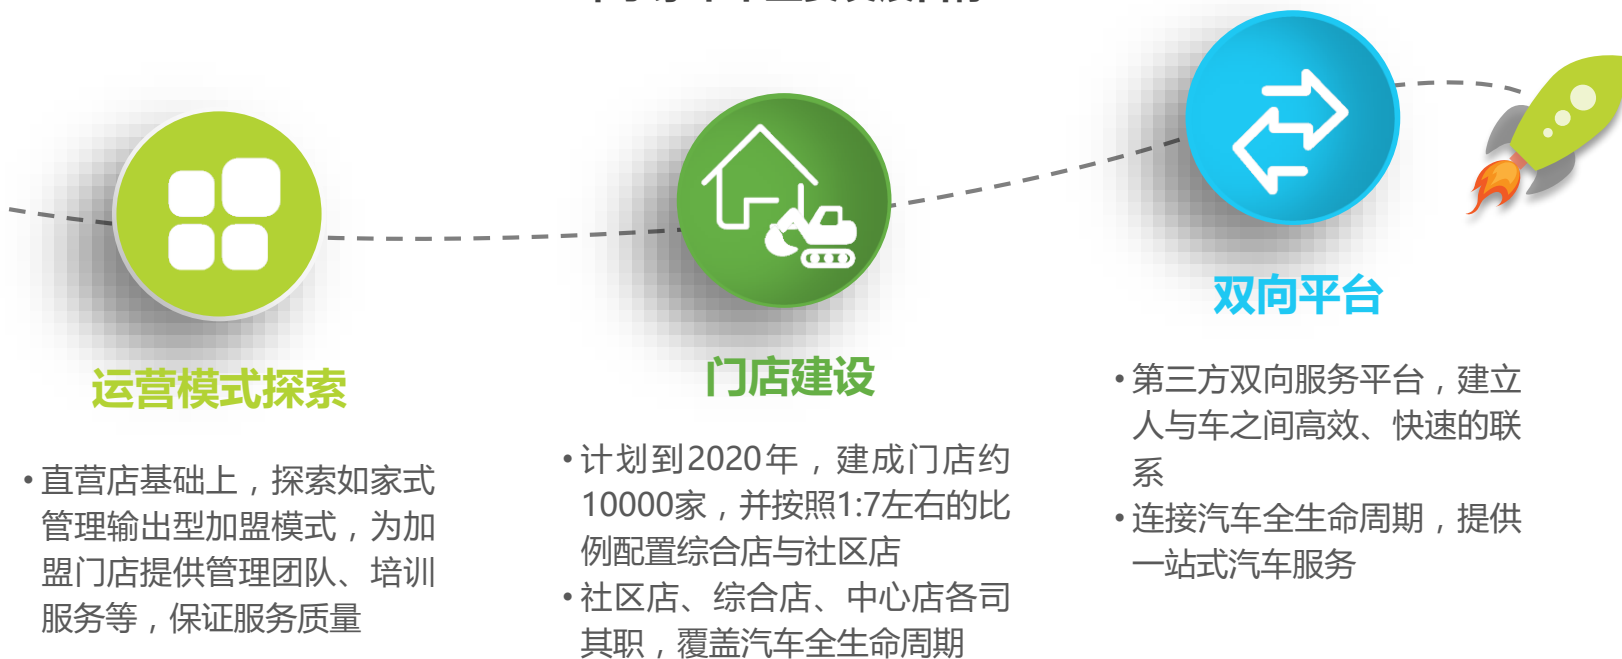 运营模式探索
•直营店基础上，探索如家式
管理输出型加盟模式，为加
盟门店提供管理团队、培训
服务等，保证服务质量
门店建设
•计划到2020年，建成门店约
10000家，并按照1:7左右的比
例配置综合店与社区店
•社区店、综合店、中心店各司
其职，覆盖汽车全生命周期
双向平台
•第三方双向服务平台，建立
人与车之间高效、快速的联
系
•连接汽车全生命周期，提供
一站式汽车服务